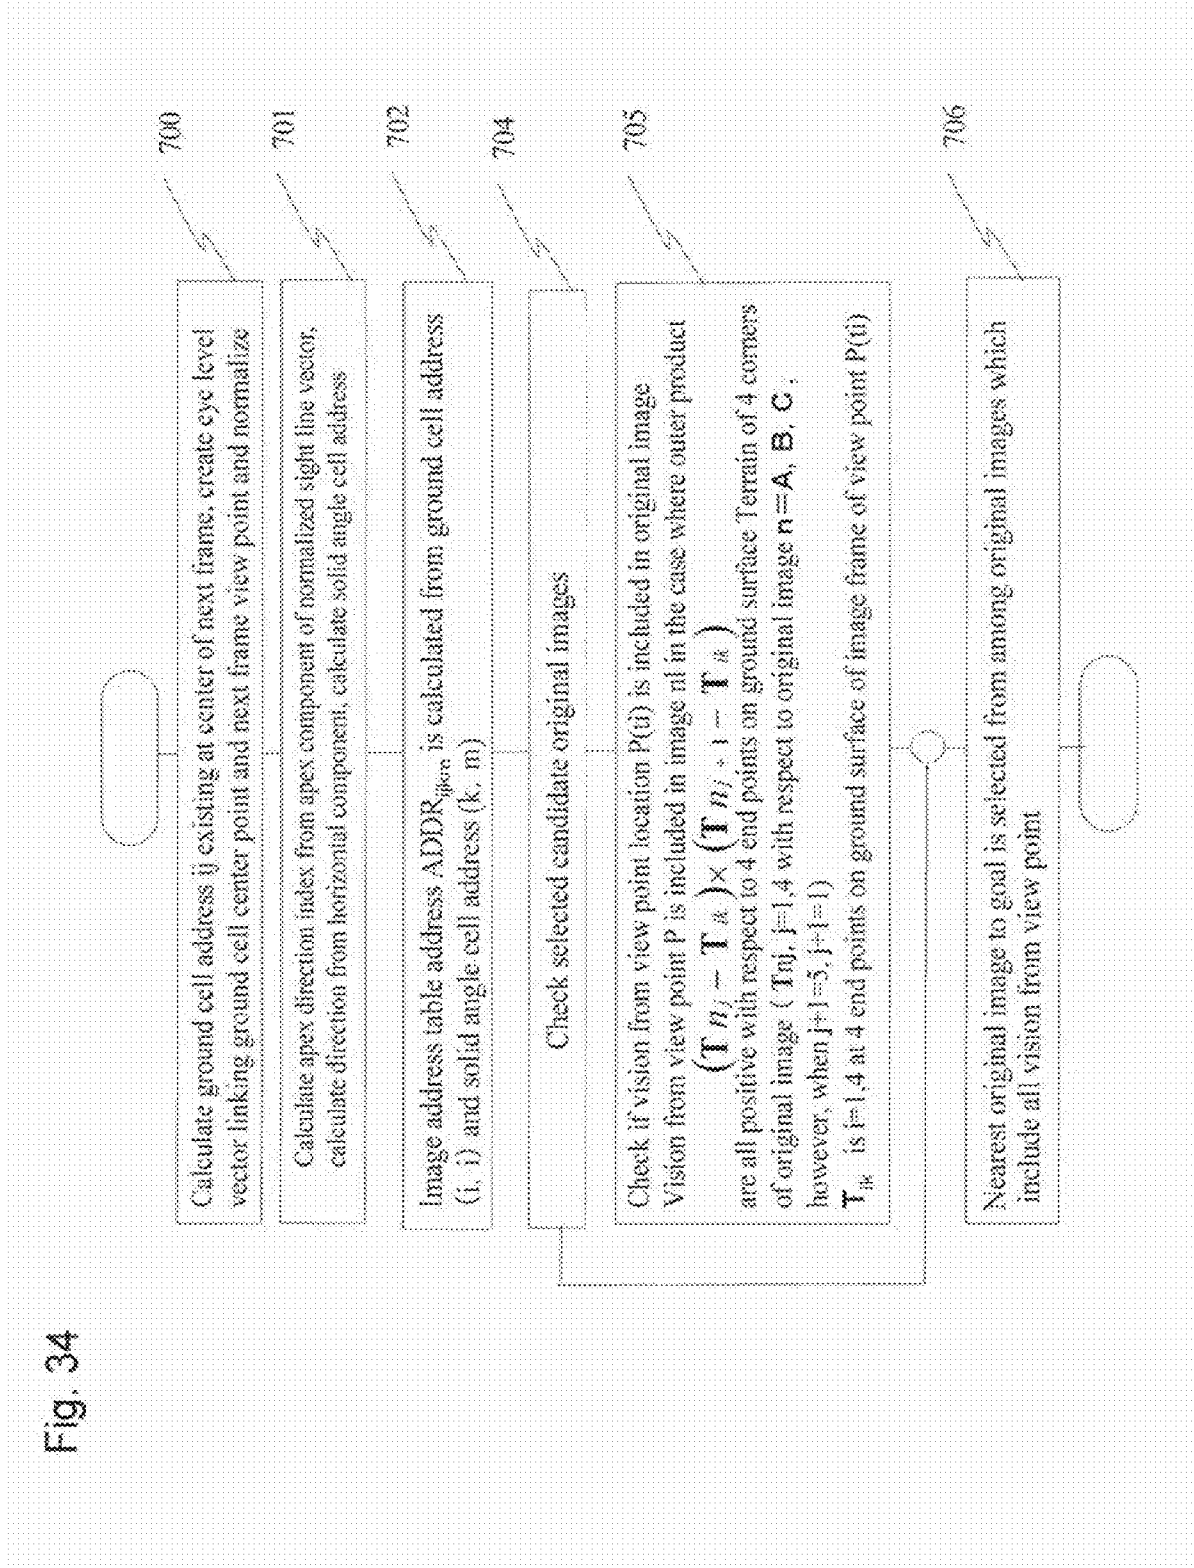 Fig. 34
700
Calculate ground cell address ij existing at center of next frame, create eye level
vector linking ground cell center point and next frame view point and normalize
701
Calculate apex direction index from apex component of normalized sight line vector,
calculate direction from horizontal component, calculate solid angle cell address
702
Image address table address ADDRijkm is calculated from ground cell address
(i, i) and solid angle cell address (k, m)
704
Check selected candidate original images
705
Check if vision from view point location P(ti) is included in original image
Vision from view point P is included in image nl in the case where outer product
(T nj − T ik)×(T nj + 1 − T ik)
are all positive with respect to 4 end points on ground surface Terrain of 4 corners
of original image ( Tnj, j=1,4 with respect to original image n=A, B, C,
however, when j+1=5, j+1=1)
Tik is i=1,4 at 4 end points on ground surface of image frame of view point P(ti)
706
Nearest original image to goal is selected from among original images which
include all vision from view point